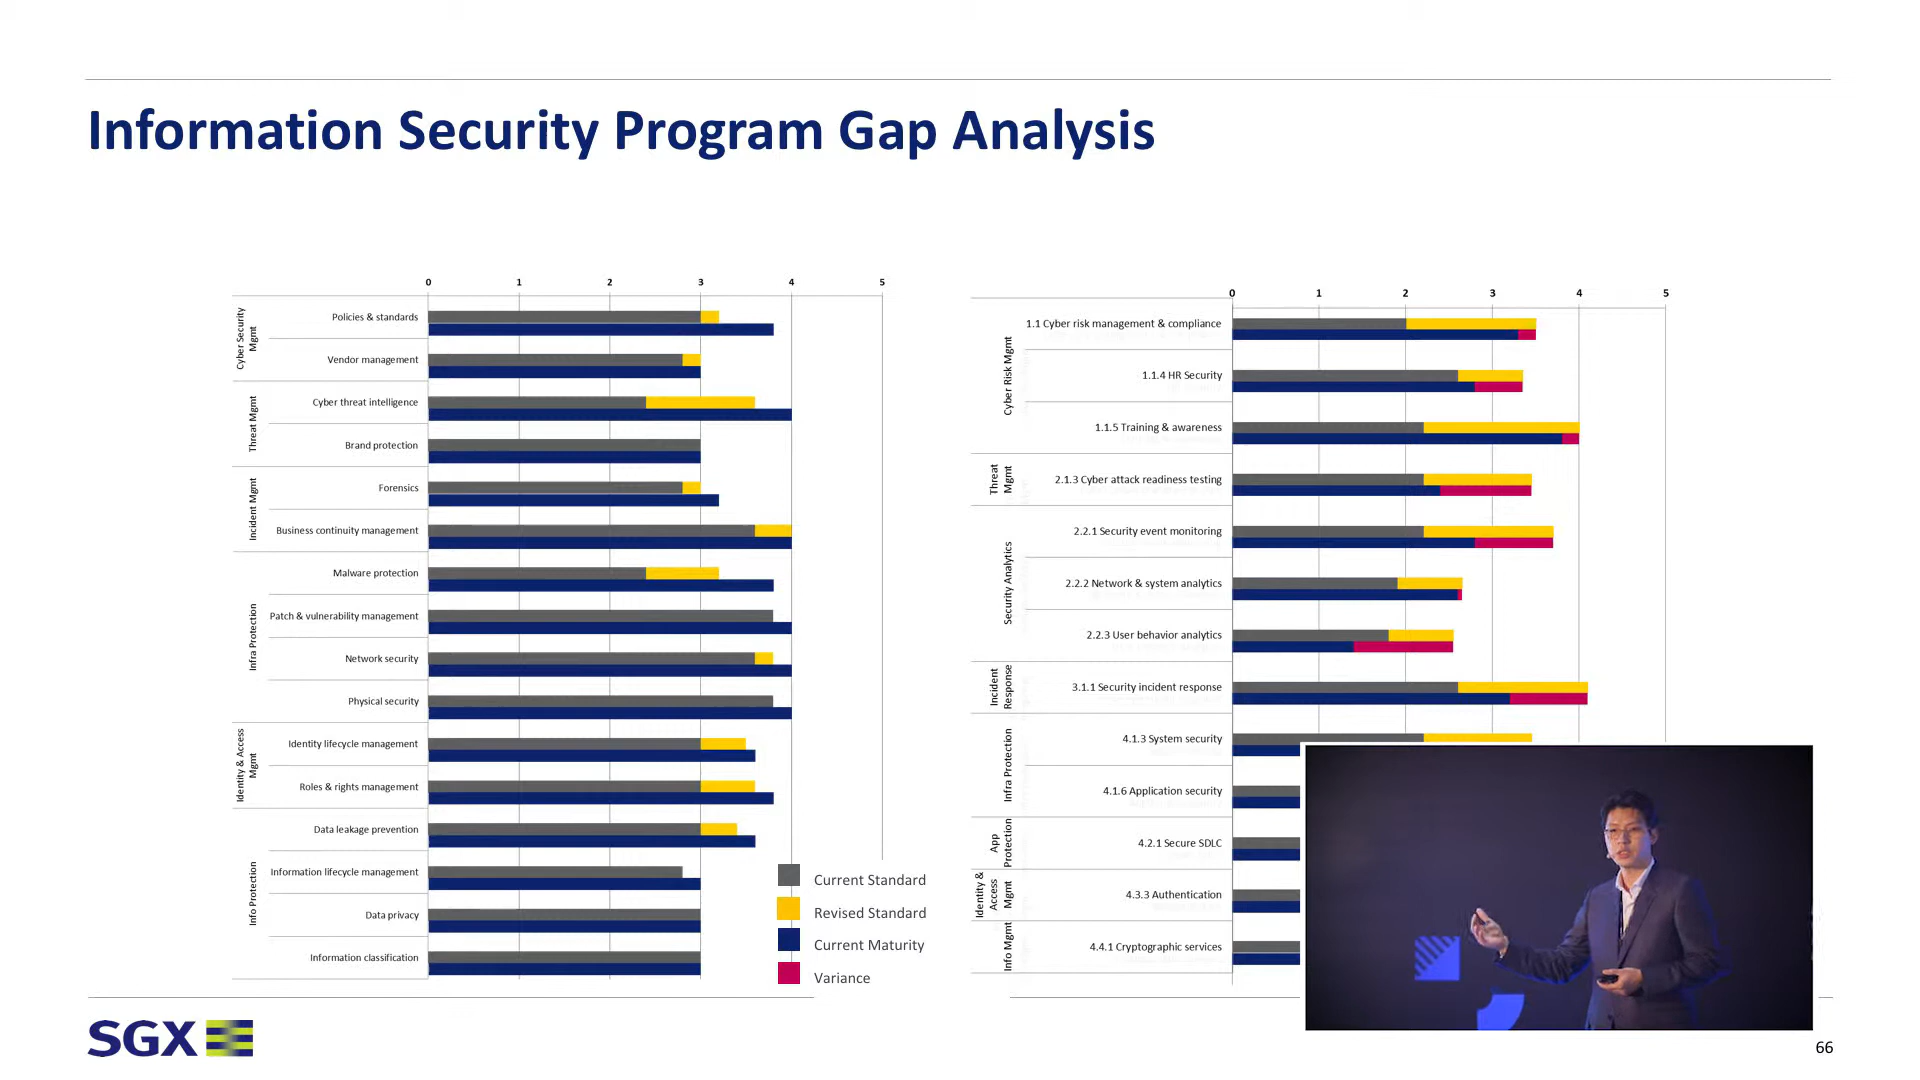 Information Security Program Gap Analysis
0 1 2 3 4 5
Cyber Security
Mgmt
Policies & standards
Vendor management
Threat Mgmt
Cyber threat intelligence
Brand protection
Incident Mgmt
Forensics
Business continuity management
Infra Protection
Malware protection
Patch & vulnerability management
Network security
Physical security
Identity & Access
Mgmt
Identity lifecycle management
Roles & rights management
Info Protection
Data leakage prevention
Information lifecycle management
Data privacy
Information classification
Current Standard
Revised Standard
Current Maturity
Variance
0 1 2 3 4 5
Cyber Risk Mgmt
1.1 Cyber risk management & compliance
1.1.4 HR Security
1.1.5 Training & awareness
Threat
Mgmt
2.1.3 Cyber attack readiness testing
Security Analytics
2.2.1 Security event monitoring
2.2.2 Network & system analytics
2.2.3 User behavior analytics
Incident
Response
3.1.1 Security incident response
Infra Protection
4.1.3 System security
4.1.6 Application security
App
Protection
4.2.1 Secure SDLC
Identity &
Access
Mgmt
4.3.3 Authentication
Info Mgmt
4.4.1 Cryptographic services
SGX
66